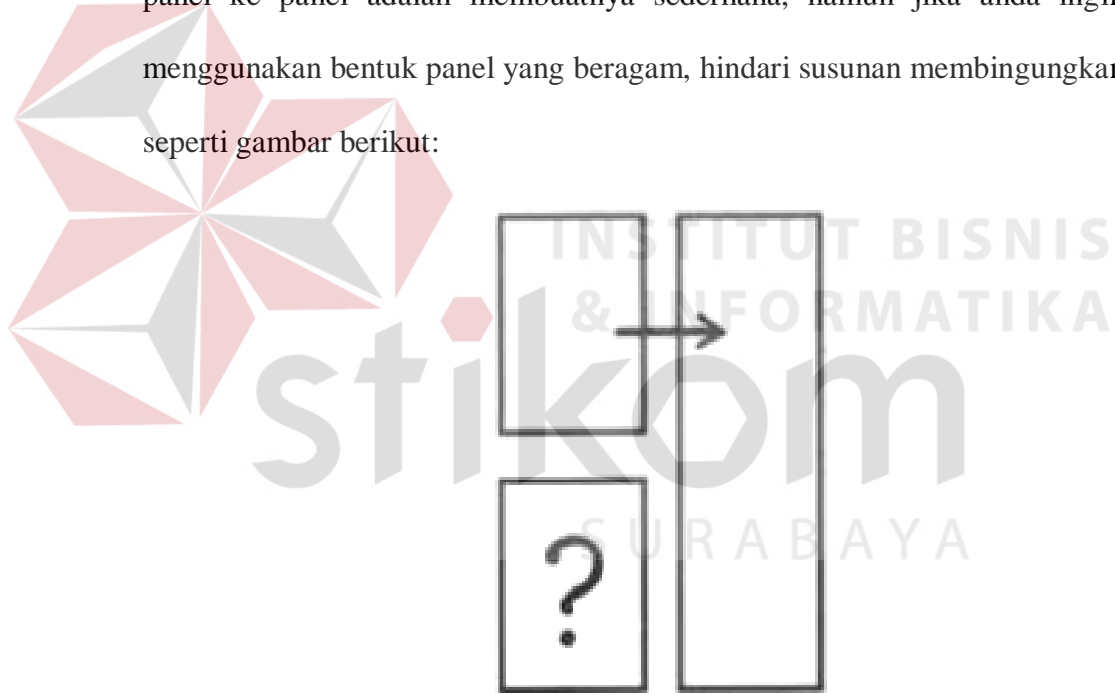 panel ke panel adalah membuatnya sederhana, namun jika anda ingin
menggunakan bentuk panel yang beragam, hindari susunan membingungkan
seperti gambar berikut:
INSTITUT BISNIS
& INFORMATIKA
stikom
SURABAYA
?